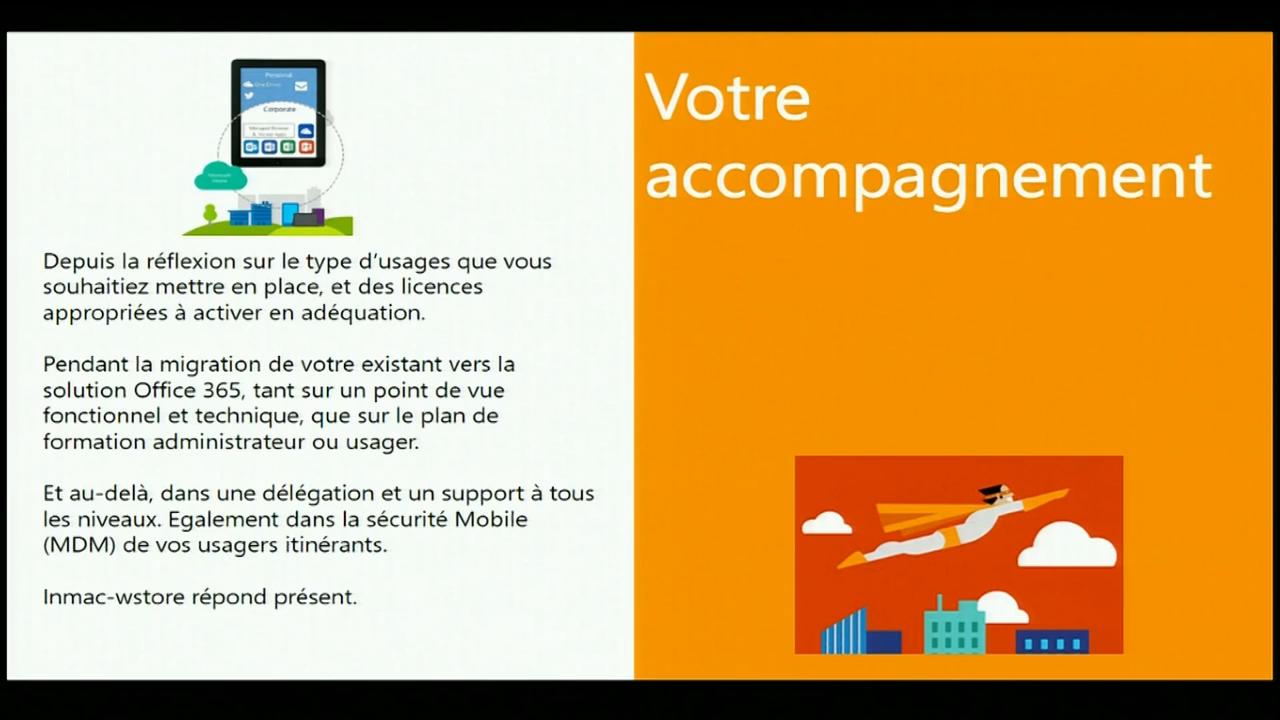 Personal
OneDrive
Corporate
Managed Browser
Depuis la réflexion sur le type d'usages que vous
souhaitiez mettre en place, et des licences
appropriées à activer en adéquation.
Pendant la migration de votre existant vers la
solution Office 365, tant sur un point de vue
fonctionnel et technique, que sur le plan de
formation administrateur ou usager.
Et au-delà, dans une délégation et un support à tous
les niveaux. Egalement dans la sécurité Mobile
(MDM) de vos usagers itinérants.
Inmac-wstore répond présent.
Votre
accompagnement